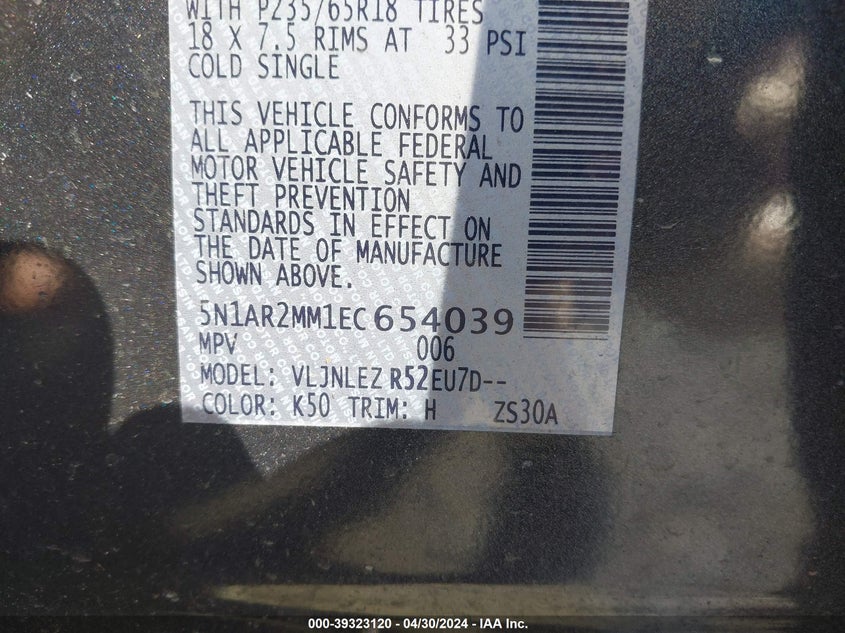 WITH P235/65R18 TIRES
18 X 7.5 RIMS AT 33 PSI
COLD SINGLE
THIS VEHICLE CONFORMS TO
ALL APPLICABLE FEDERAL
MOTOR VEHICLE SAFETY AND
THEFT PREVENTION
STANDARDS IN EFFECT ON
THE DATE OF MANUFACTURE
SHOWN ABOVE.
5N1AR2MM1EC 654039
MPV 006
MODEL: VLJNLEZ R52EU7D--
COLOR: K50 TRIM: H ZS30A
000-39323120 - 04/30/2024 - IAA Inc.